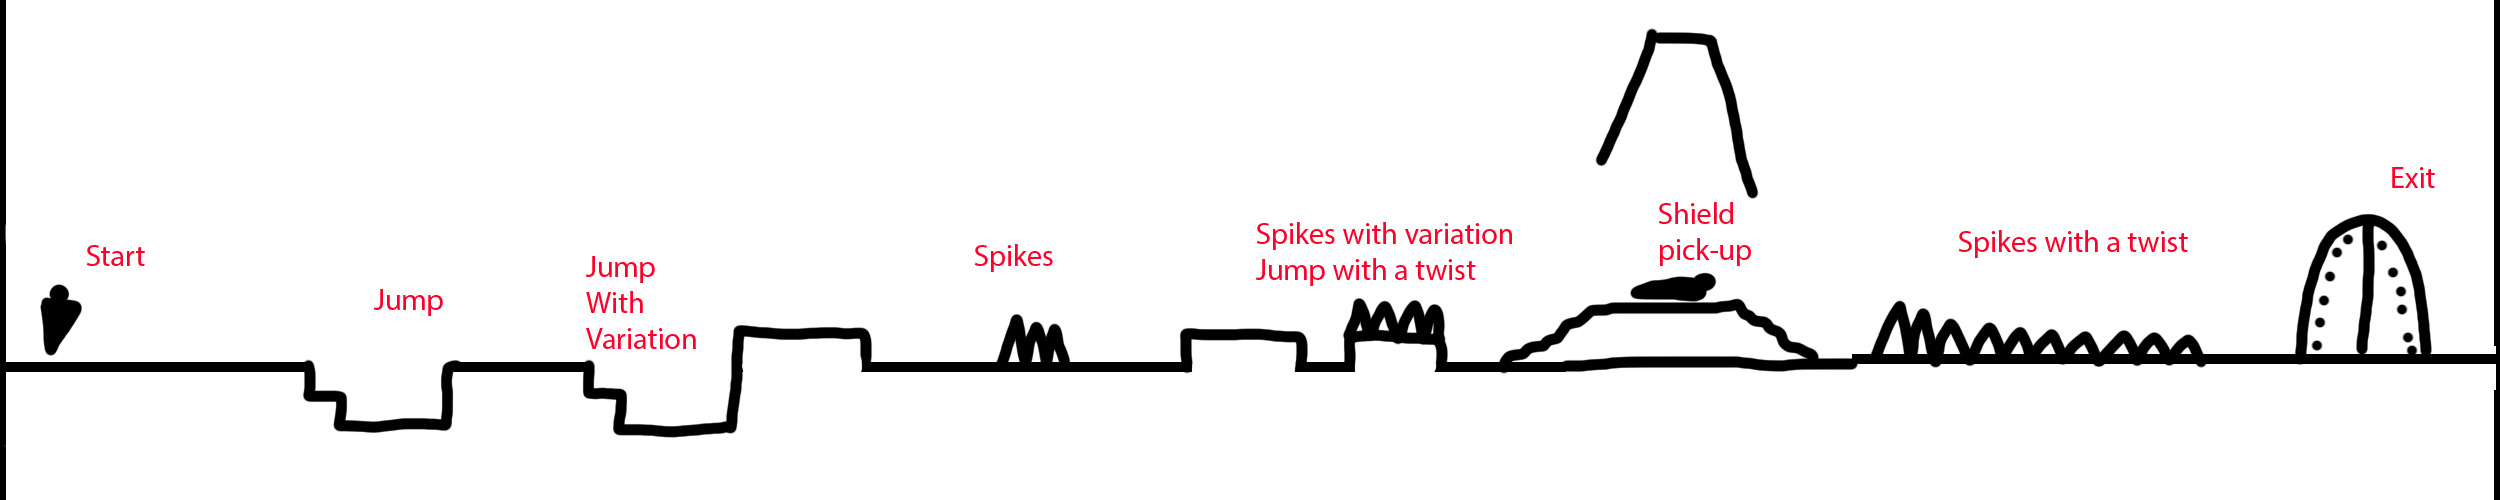 Start
Jump
Jump
With
Variation
Spikes
Spikes with variation
Jump with a twist
Shield
pick-up
Spikes with a twist
Exit